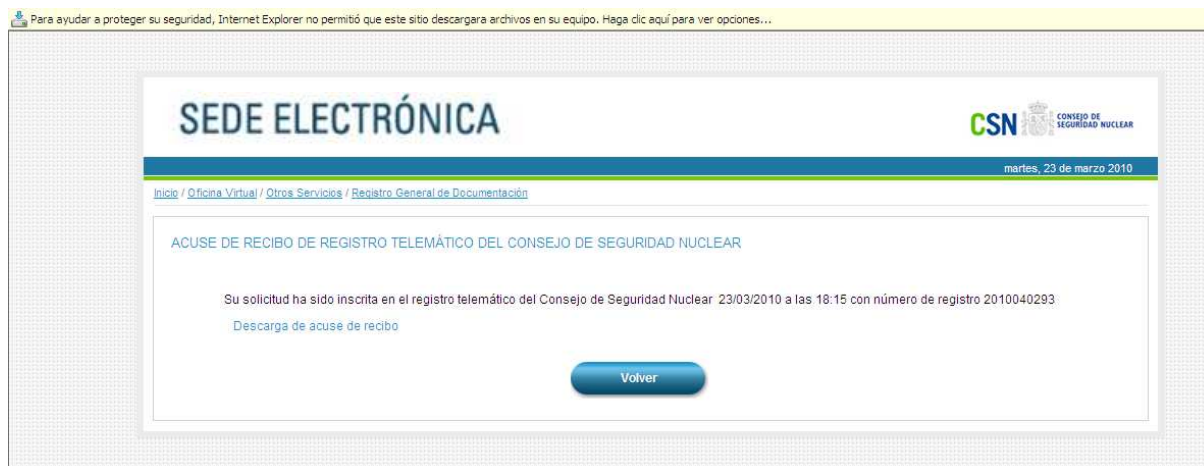 Para ayudar a proteger su seguridad, Internet Explorer no permitió que este sitio descargara archivos en su equipo. Haga clic aquí para ver opciones...
SEDE ELECTRÓNICA
CSN CONSEJO DE
SEGURIDAD NUCLEAR
martes, 23 de marzo 2010
Inicio / Oficina Virtual / Otros Servicios / Registro General de Documentación
ACUSE DE RECIBO DE REGISTRO TELEMÁTICO DEL CONSEJO DE SEGURIDAD NUCLEAR
Su solicitud ha sido inscrita en el registro telemático del Consejo de Seguridad Nuclear 23/03/2010 a las 18:15 con número de registro 2010040293
Descarga de acuse de recibo
Volver